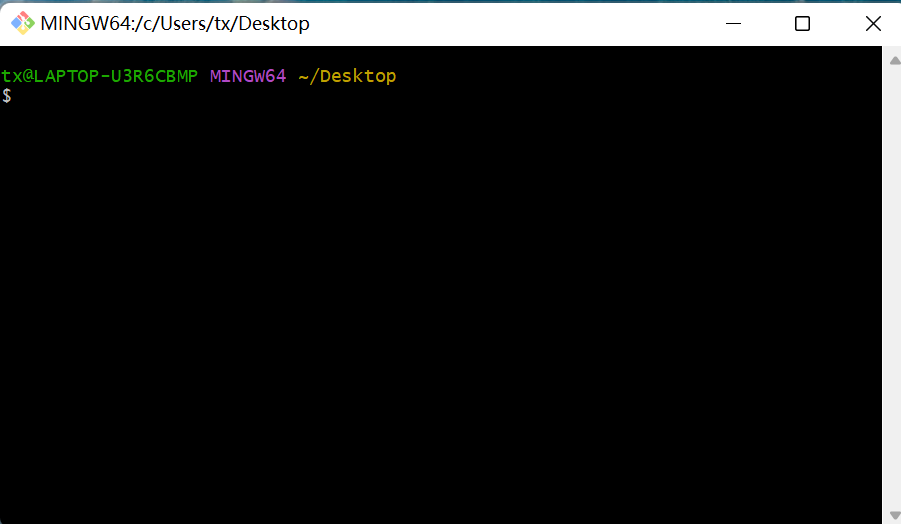 MINGW64:/c/Users/tx/Desktop
tx@LAPTOP-U3R6CBMP MINGW64 ~/Desktop
$